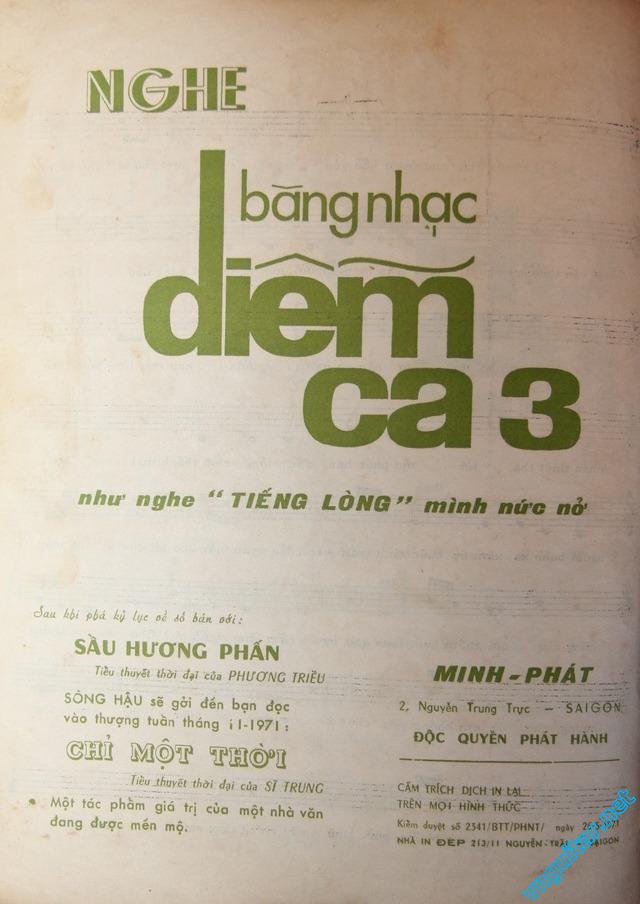 NGHE
băng nhạc
diễm
ca 3
như nghe “TIẾNG LÒNG” mình nức nở
Sau khi phá kỷ lục về số bán với:
SẦU HƯƠNG PHẤN
Tiểu thuyết thời đại của PHƯƠNG TRIỀU
SÔNG HẬU sẽ gởi đến bạn đọc
vào thượng tuần tháng 11-1971:
CHỈ MỘT THỜI
Tiểu thuyết thời đại của SĨ TRUNG
• Một tác phẩm giá trị của một nhà văn
đang được mến mộ.
MINH-PHÁT
2, Nguyễn Trung Trực – SAIGON
ĐỘC QUYỀN PHÁT HÀNH
CẤM TRÍCH DỊCH IN LẠI
TRÊN MỌI HÌNH THỨC
Kiểm duyệt số 2541/BTT/PHNT/ ngày
NHÀ IN ĐẸP 213/11 NGUYỄN-TRÃI – SAIGON